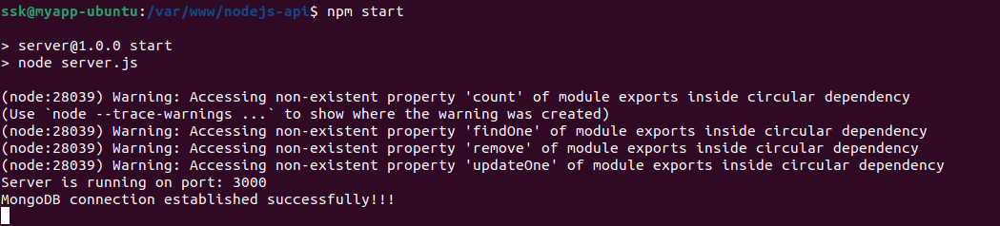 ssk@myapp-ubuntu:/var/www/nodejs-api$ npm start
> server@1.0.0 start
> node server.js
(node:28039) Warning: Accessing non-existent property 'count' of module exports inside circular dependency
(Use `node --trace-warnings ...` to show where the warning was created)
(node:28039) Warning: Accessing non-existent property 'findOne' of module exports inside circular dependency
(node:28039) Warning: Accessing non-existent property 'remove' of module exports inside circular dependency
(node:28039) Warning: Accessing non-existent property 'updateOne' of module exports inside circular dependency
Server is running on port: 3000
MongoDB connection established successfully!!!